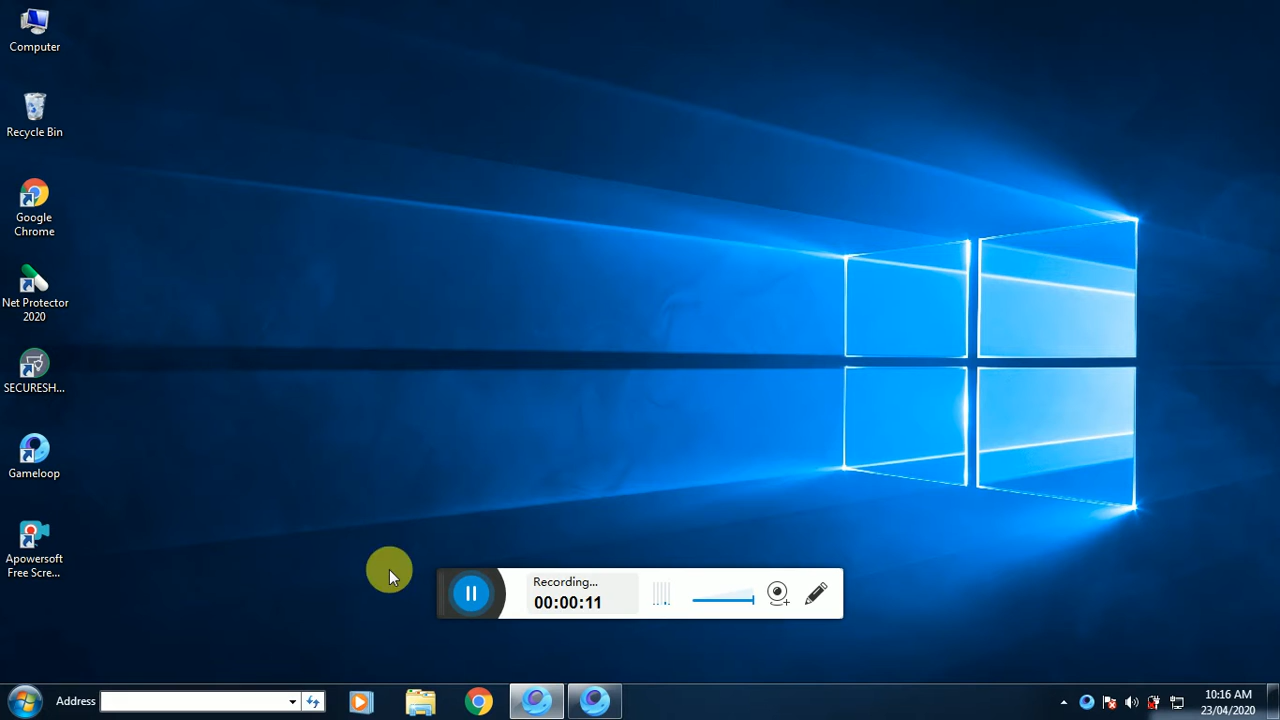 Computer
Recycle Bin
Google
Chrome
Net Protector
2020
SECURESH...
Gameloop
Apowersoft
Free Scre...
Recording...
00:00:11
Address
10:16 AM
23/04/2020